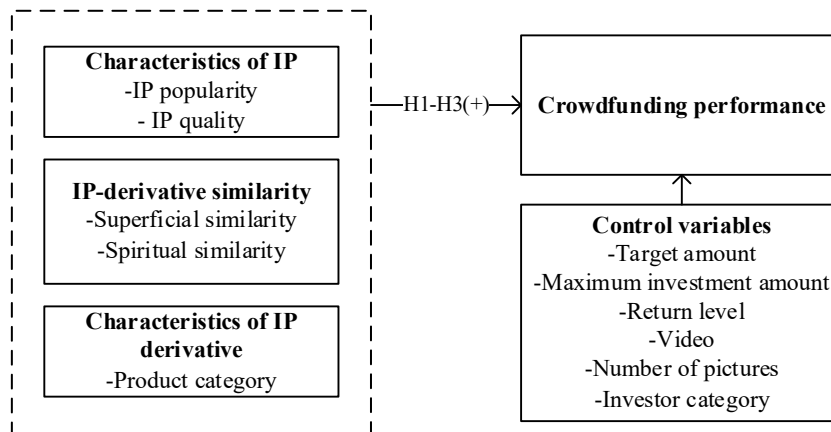 Characteristics of IP
-IP popularity
- IP quality
IP-derivative similarity
-Superficial similarity
-Spiritual similarity
Characteristics of IP
derivative
-Product category
H1-H3(+)
Crowdfunding performance
Control variables
-Target amount
-Maximum investment amount
-Return level
-Video
-Number of pictures
-Investor category